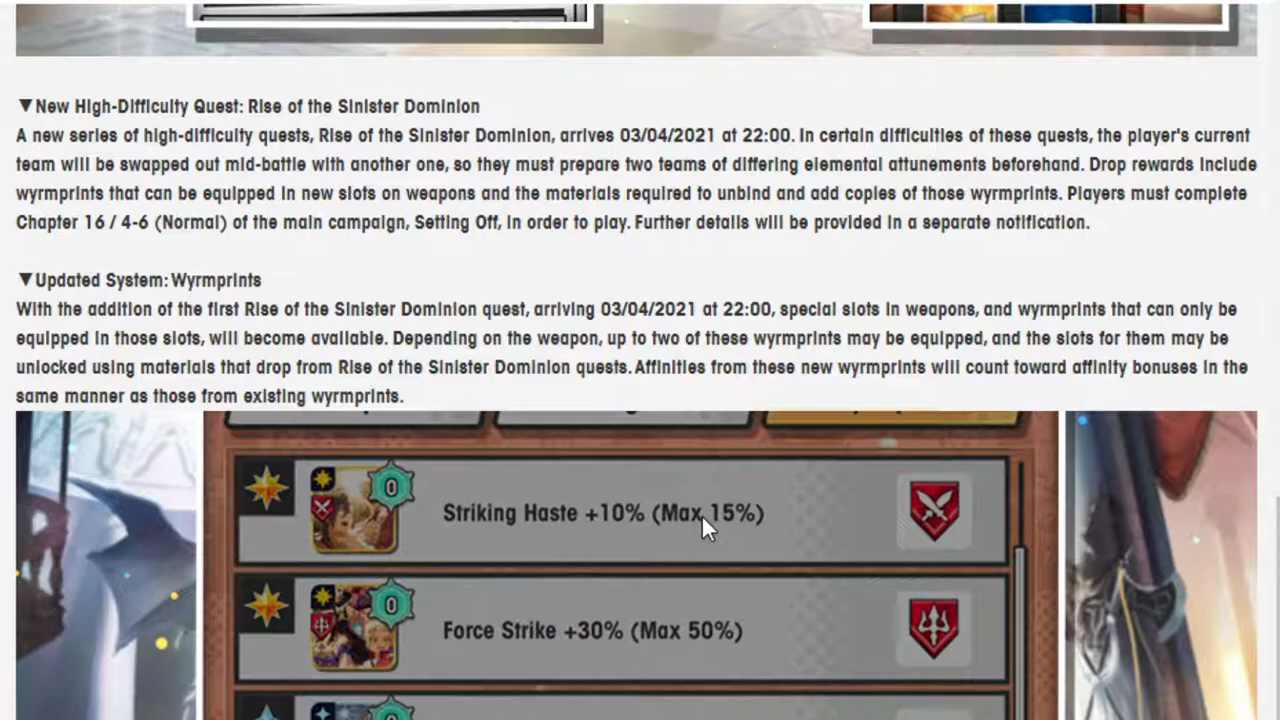 ▼New High-Difficulty Quest: Rise of the Sinister Dominion
A new series of high-difficulty quests, Rise of the Sinister Dominion, arrives 03/04/2021 at 22:00. In certain difficulties of these quests, the player's current
team will be swapped out mid-battle with another one, so they must prepare two teams of differing elemental attunements beforehand. Drop rewards include
wyrmprints that can be equipped in new slots on weapons and the materials required to unbind and add copies of those wyrmprints. Players must complete
Chapter 16 / 4-6 (Normal) of the main campaign, Setting Off, in order to play. Further details will be provided in a separate notification.
▼Updated System: Wyrmprints
With the addition of the first Rise of the Sinister Dominion quest, arriving 03/04/2021 at 22:00, special slots in weapons, and wyrmprints that can only be
equipped in those slots, will become available. Depending on the weapon, up to two of these wyrmprints may be equipped, and the slots for them may be
unlocked using materials that drop from Rise of the Sinister Dominion quests. Affinities from these new wyrmprints will count toward affinity bonuses in the
same manner as those from existing wyrmprints.
0
Striking Haste +10% (Max 15%)
0
Force Strike +30% (Max 50%)